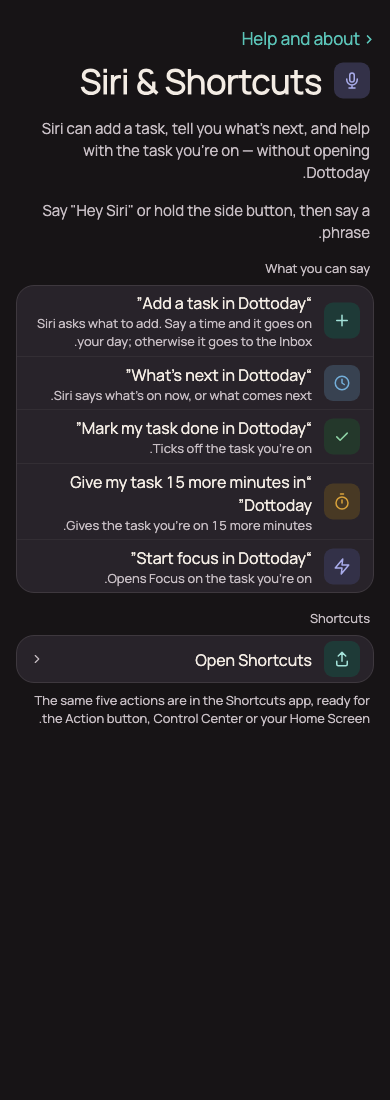 Help and about
Siri & Shortcuts
Siri can add a task, tell you what's next, and help
with the task you're on — without opening
.Dottoday
Say "Hey Siri" or hold the side button, then say a
.phrase
What you can say
”Add a task in Dottoday“
Siri asks what to add. Say a time and it goes on
.your day; otherwise it goes to the Inbox
”What's next in Dottoday“
.Siri says what's on now, or what comes next
”Mark my task done in Dottoday“
.Ticks off the task you're on
Give my task 15 more minutes in“
”Dottoday
.Gives the task you're on 15 more minutes
”Start focus in Dottoday“
.Opens Focus on the task you're on
Shortcuts
Open Shortcuts
The same five actions are in the Shortcuts app, ready for
.the Action button, Control Center or your Home Screen